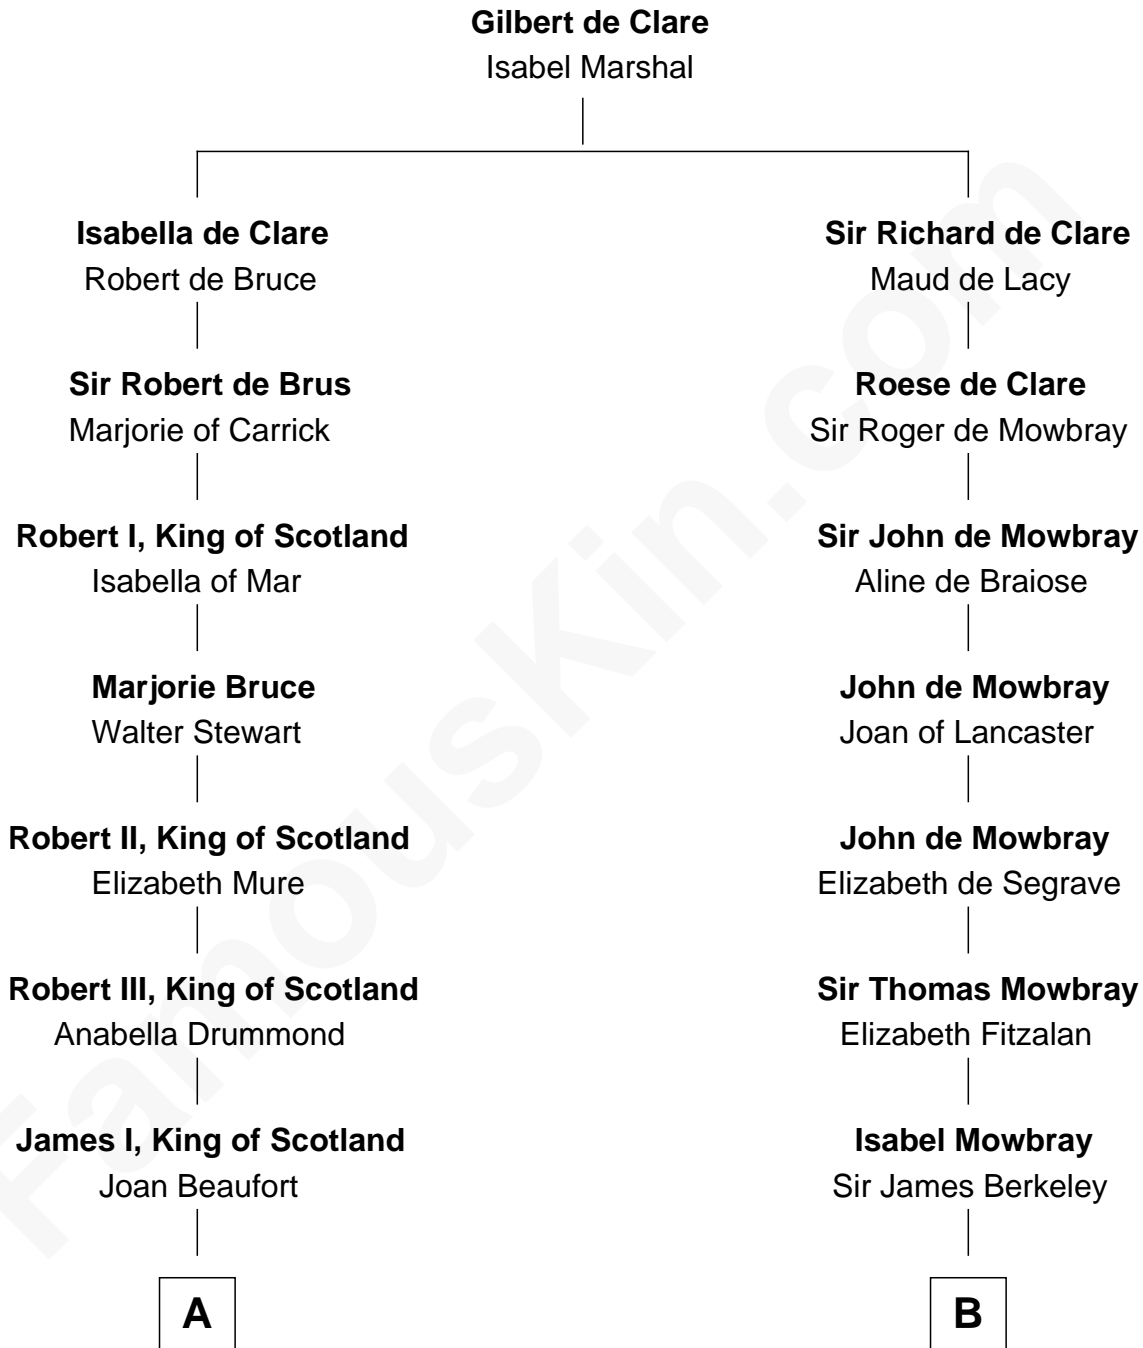 Gilbert de Clare
Isabel Marshal
Isabella de Clare
Robert de Bruce
Sir Richard de Clare
Maud de Lacy
Sir Robert de Brus
Marjorie of Carrick
Roese de Clare
Sir Roger de Mowbray
Robert I, King of Scotland
Isabella of Mar
Sir John de Mowbray
Aline de Braiose
Marjorie Bruce
Walter Stewart
John de Mowbray
Joan of Lancaster
Robert II, King of Scotland
Elizabeth Mure
John de Mowbray
Elizabeth de Segrave
Robert III, King of Scotland
Anabella Drummond
Sir Thomas Mowbray
Elizabeth Fitzalan
James I, King of Scotland
Joan Beaufort
Isabel Mowbray
Sir James Berkeley
A
B
FamousKin.com